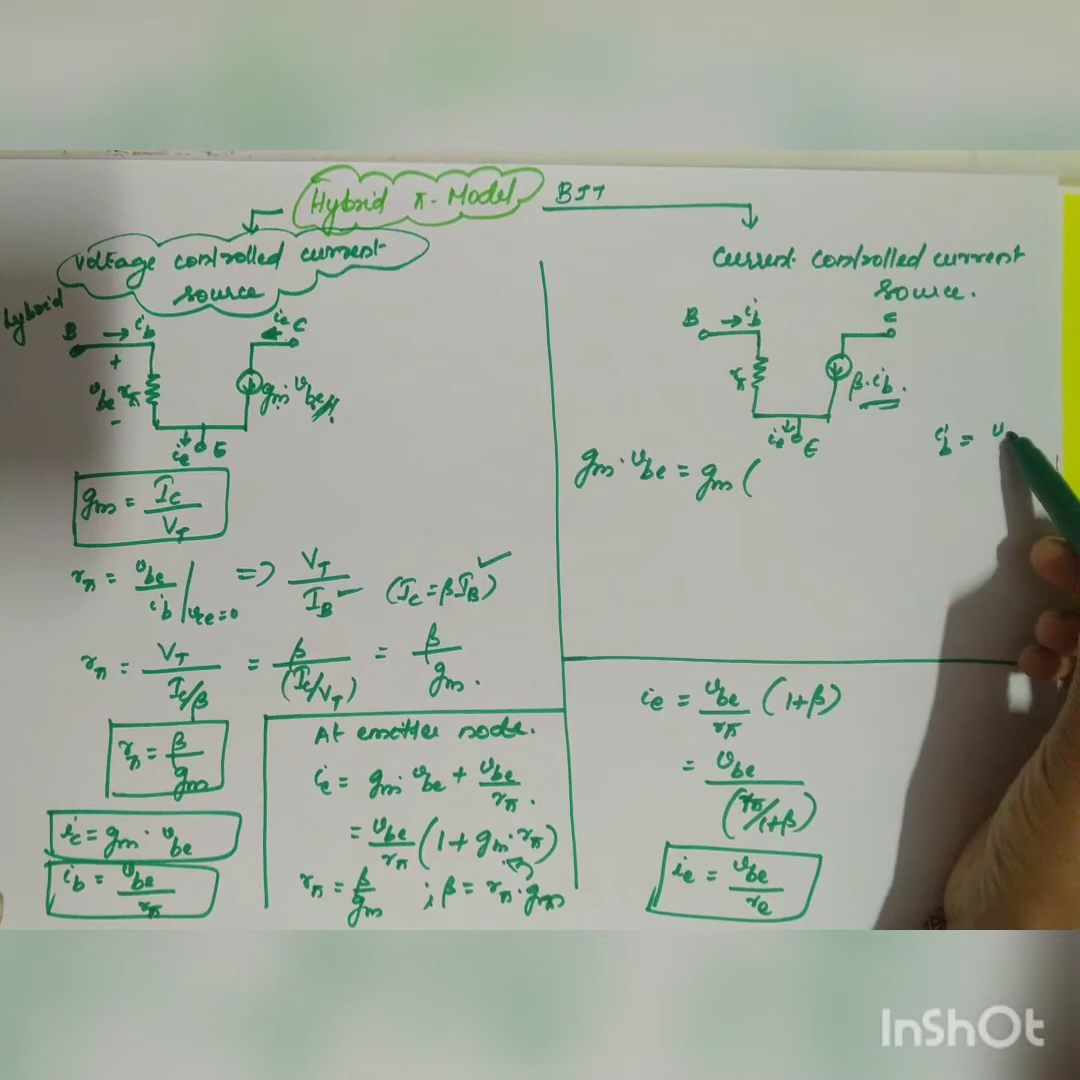 Hybrid π-Model BJT
Voltage controlled current
source
hybrid
B i_b i_c C
+
v_be r_π g_m v_be
-
i_e E
g_m = I_C / V_T
r_π = v_be / i_b | v_ce = 0 => V_T / I_B ✓ (I_C = βI_B) ✓
r_π = V_T / (I_C/β) = β / (I_C/V_T) = β / g_m.
r_π = β / g_m
i_c = g_m · v_be
i_b = v_be / r_π
At emitter node.
i_e = g_m · v_be + v_be / r_π.
= v_be / r_π (1 + g_m · r_π)
r_π = β / g_m ; β = r_π · g_m
Current controlled current
source.
B i_b C
r_π β · i_b.
i_e E
i_b = v
g_m · v_be = g_m (
i_e = v_be / r_π (1+β)
= v_be / (r_π / 1+β)
i_e = v_be / r_e
InShOt